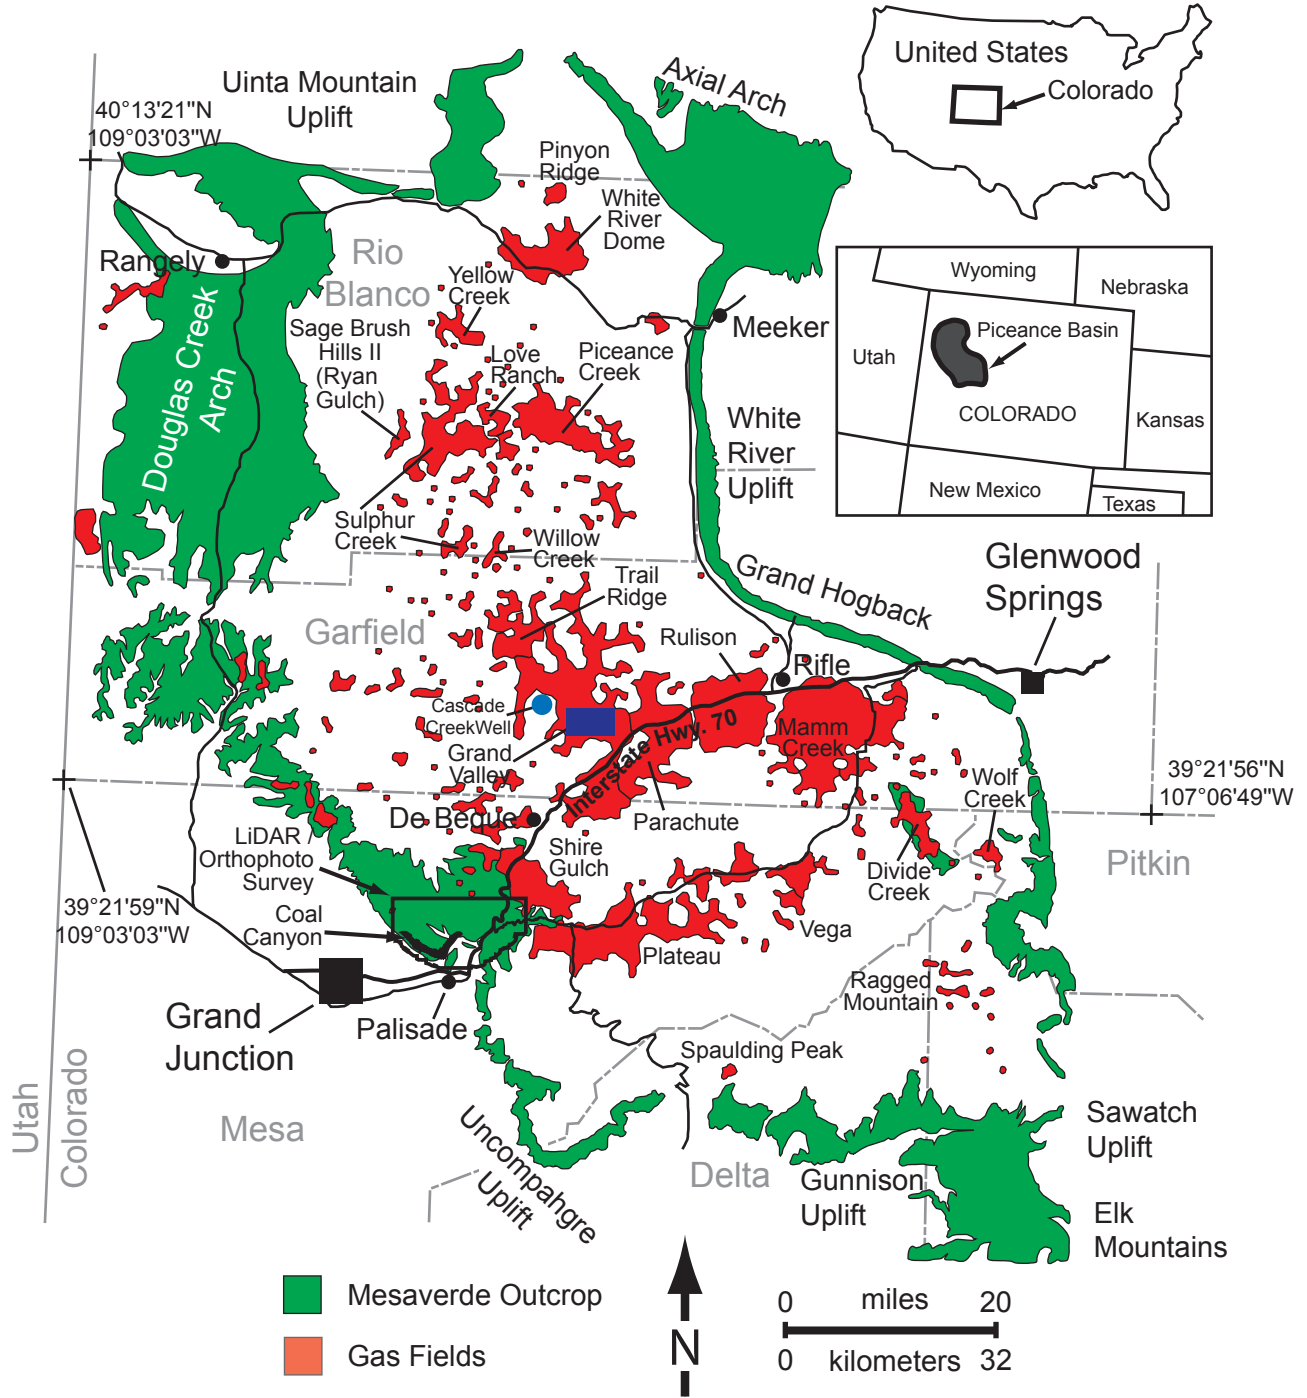 Uinta Mountain
Uplift
40°13'21"N
109°03'03"W
Axial Arch
United States
Colorado
Pinyon
Ridge
White
River
Dome
Rangely
Rio
Blanco
Yellow
Creek
Sage Brush
Hills II
(Ryan
Gulch)
Love
Ranch
Piceance
Creek
Meeker
Douglas Creek
Arch
White
River
Uplift
Wyoming
Nebraska
Utah
Piceance Basin
COLORADO
Kansas
New Mexico
Texas
Sulphur
Creek
Willow
Creek
Trail
Ridge
Grand Hogback
Glenwood
Springs
Garfield
Rulison
Rifle
Cascade
CreekWell
Grand
Valley
Interstate Hwy. 70
Mamm
Creek
Wolf
Creek
39°21'56"N
107°06'49"W
De Beque
Parachute
LiDAR /
Orthophoto
Survey
Shire
Gulch
Divide
Creek
Pitkin
39°21'59"N
109°03'03"W
Coal
Canyon
Vega
Plateau
Ragged
Mountain
Grand
Junction
Palisade
Spaulding Peak
Utah
Colorado
Mesa
Uncompahgre
Uplift
Delta
Gunnison
Uplift
Sawatch
Uplift
Elk
Mountains
Mesaverde Outcrop
Gas Fields
N
0 miles 20
0 kilometers 32